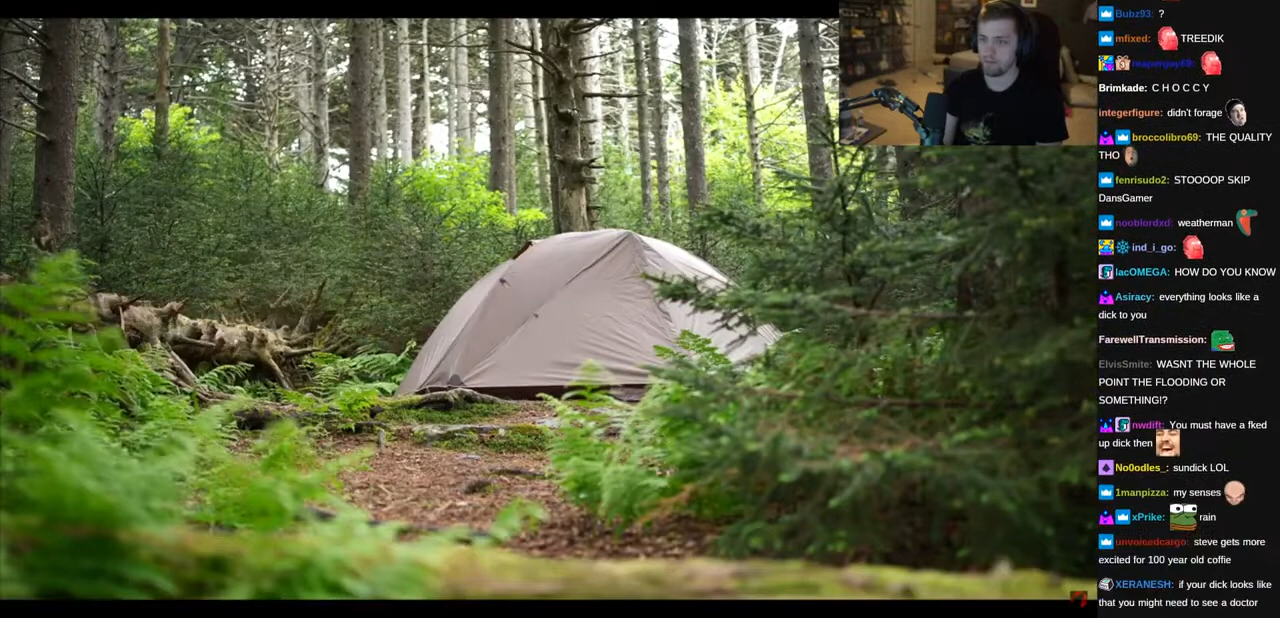 Bubz93: ?
mfixed: TREEDIK
reapergay69:
Brimkade: C H O C C Y
integerfigure: didn't forage
broccolibro69: THE QUALITY
THO
fenrisudo2: STOOOOP SKIP
DansGamer
nooblordxd: weatherman
ind_i_go:
lacOMEGA: HOW DO YOU KNOW
Asiracy: everything looks like a
dick to you
FarewellTransmission:
ElvisSmite: WASNT THE WHOLE
POINT THE FLOODING OR
SOMETHING!?
nwdift: You must have a fked
up dick then
No0odles_: sundick LOL
1manpizza: my senses
xPrike: rain
unvoicedcargo: steve gets more
excited for 100 year old coffie
XERANESH: if your dick looks like
that you might need to see a doctor